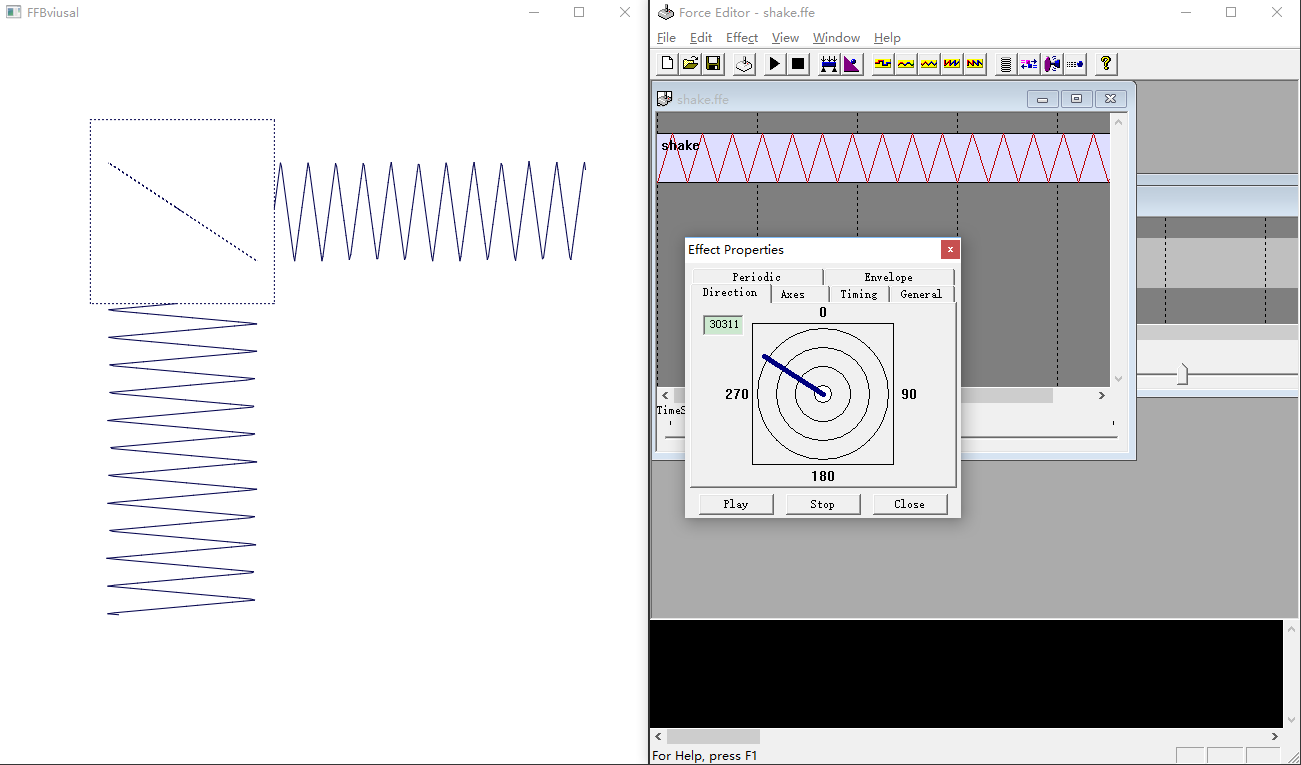 FFBviusal
Force Editor - shake.ffe
File Edit Effect View Window Help
shake.ffe
shake
Effect Properties
Periodic Envelope
Direction Axes Timing General
30311
0
270
90
180
TimeS
Play Stop Close
For Help, press F1